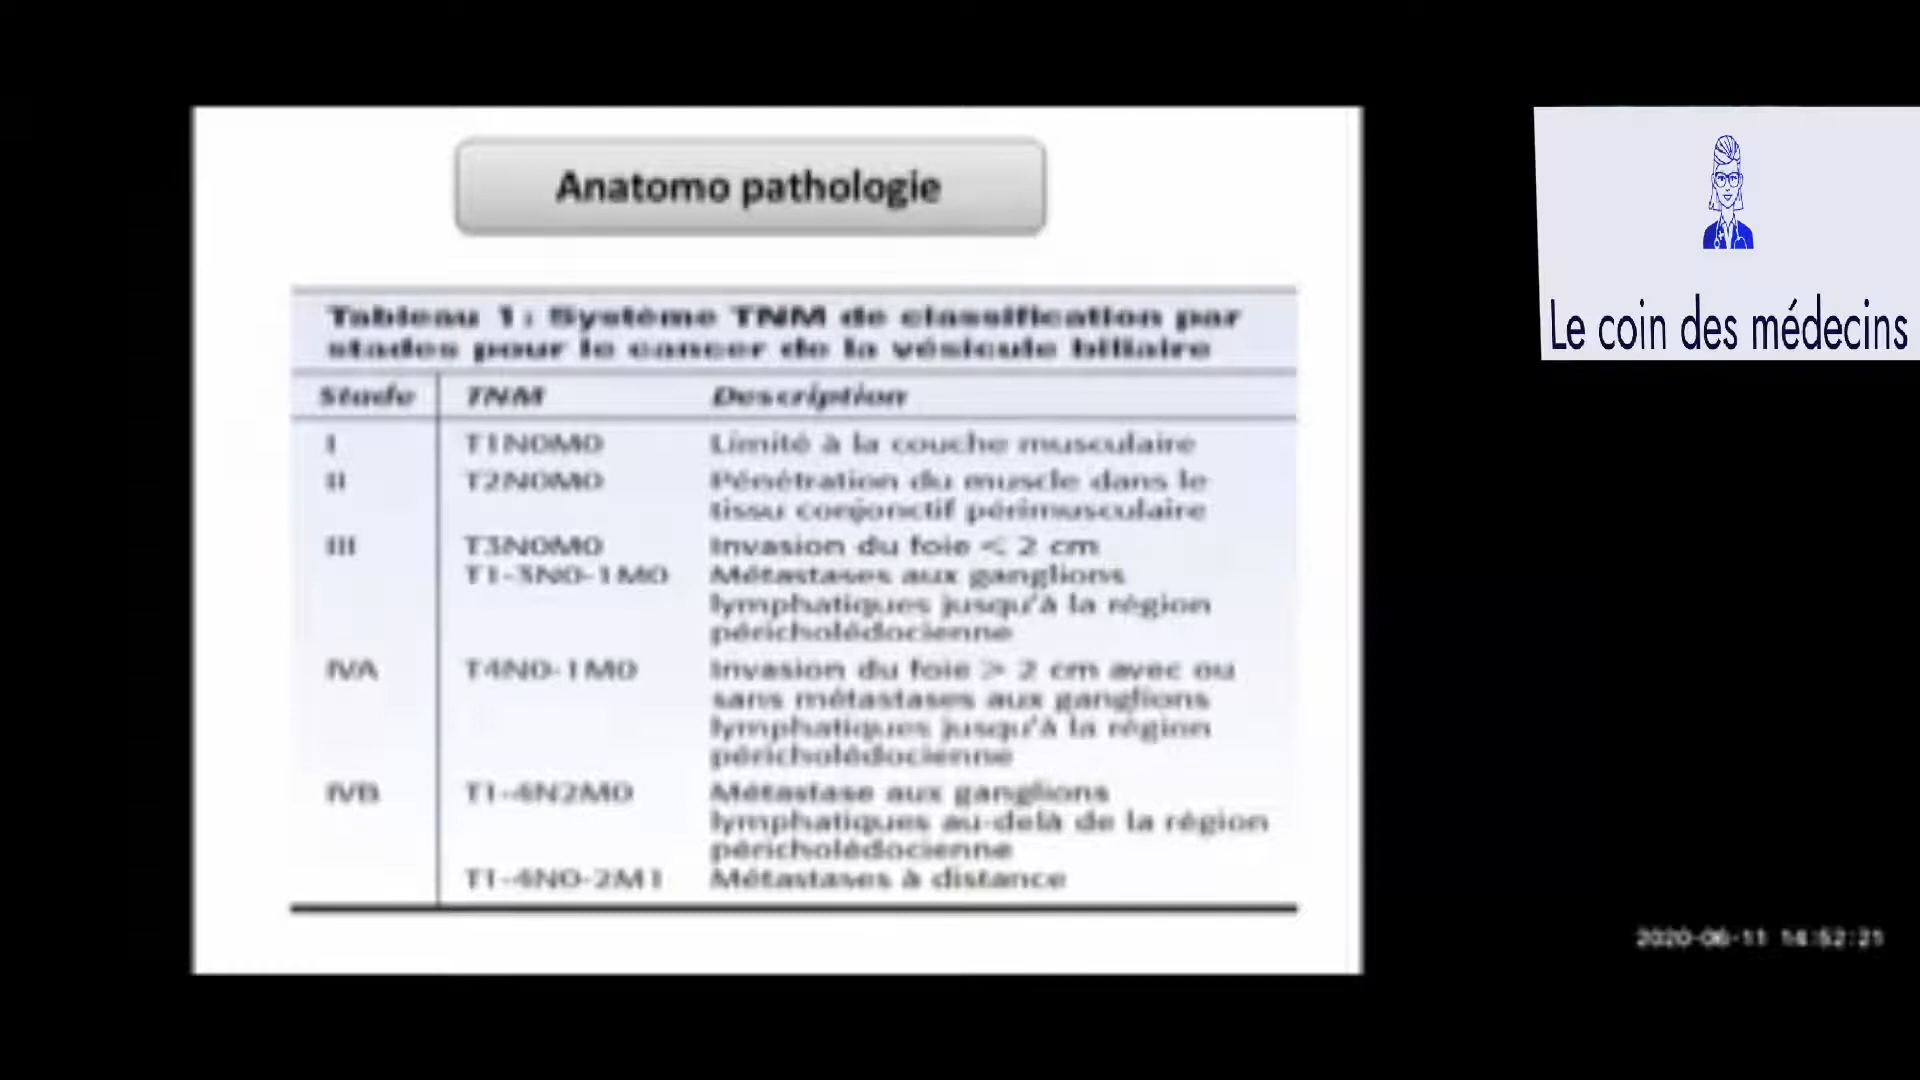 Anatomo pathologie
Tableau 1: Système TNM de classification par
stades pour le cancer de la vésicule biliaire
Stade TNM Description
I T1N0M0 Limité à la couche musculaire
II T2N0M0 Pénétration du muscle dans le
tissu conjonctif périmusculaire
III T3N0M0 Invasion du foie < 2 cm
T1-3N0-1M0 Métastases aux ganglions
lymphatiques jusqu'à la région
péricholédocienne
IVA T4N0-1M0 Invasion du foie > 2 cm avec ou
sans métastases aux ganglions
lymphatiques jusqu'à la région
péricholédocienne
IVB T1-4N2M0 Métastase aux ganglions
lymphatiques au-delà de la région
péricholédocienne
T1-4N0-2M1 Métastases à distance
Le coin des médecins
2020-06-11 14:52:21